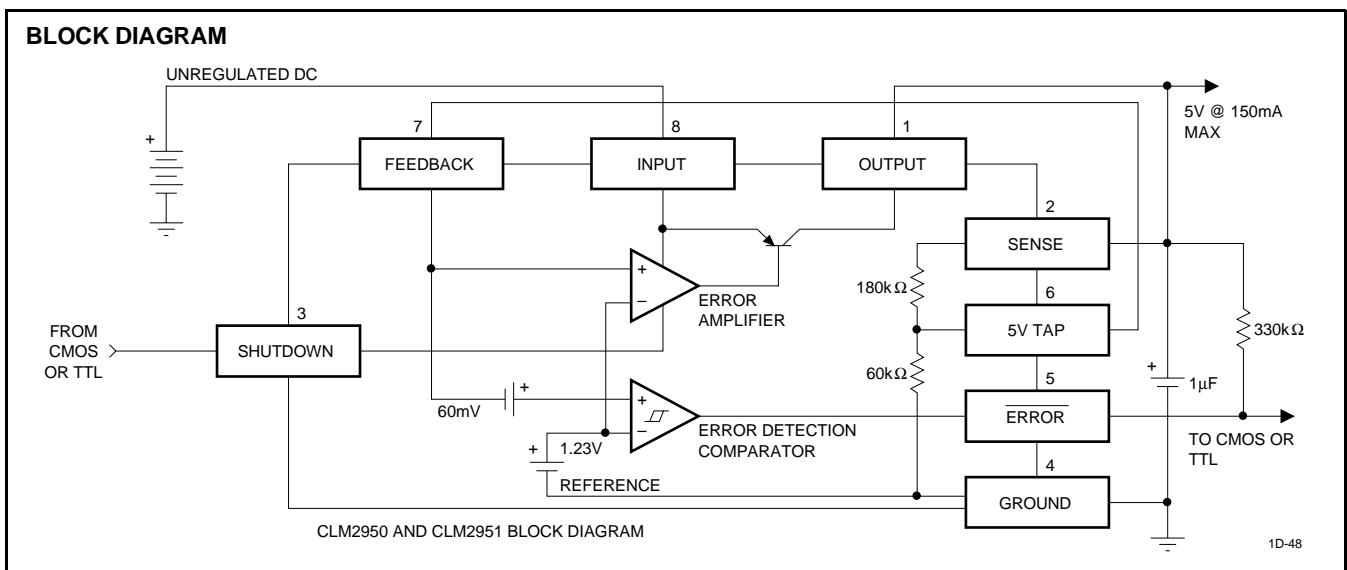 BLOCK DIAGRAM
UNREGULATED DC
+
7
8
1
5V @ 150mA
MAX
FEEDBACK
INPUT
OUTPUT
2
SENSE
+
−
ERROR
AMPLIFIER
180kΩ
6
5V TAP
330kΩ
3
FROM
CMOS
OR TTL
SHUTDOWN
60kΩ
+
1µF
5
ERROR
60mV
+
+
−
ERROR DETECTION
COMPARATOR
TO CMOS OR
TTL
+
1.23V
REFERENCE
4
GROUND
CLM2950 AND CLM2951 BLOCK DIAGRAM
1D-48